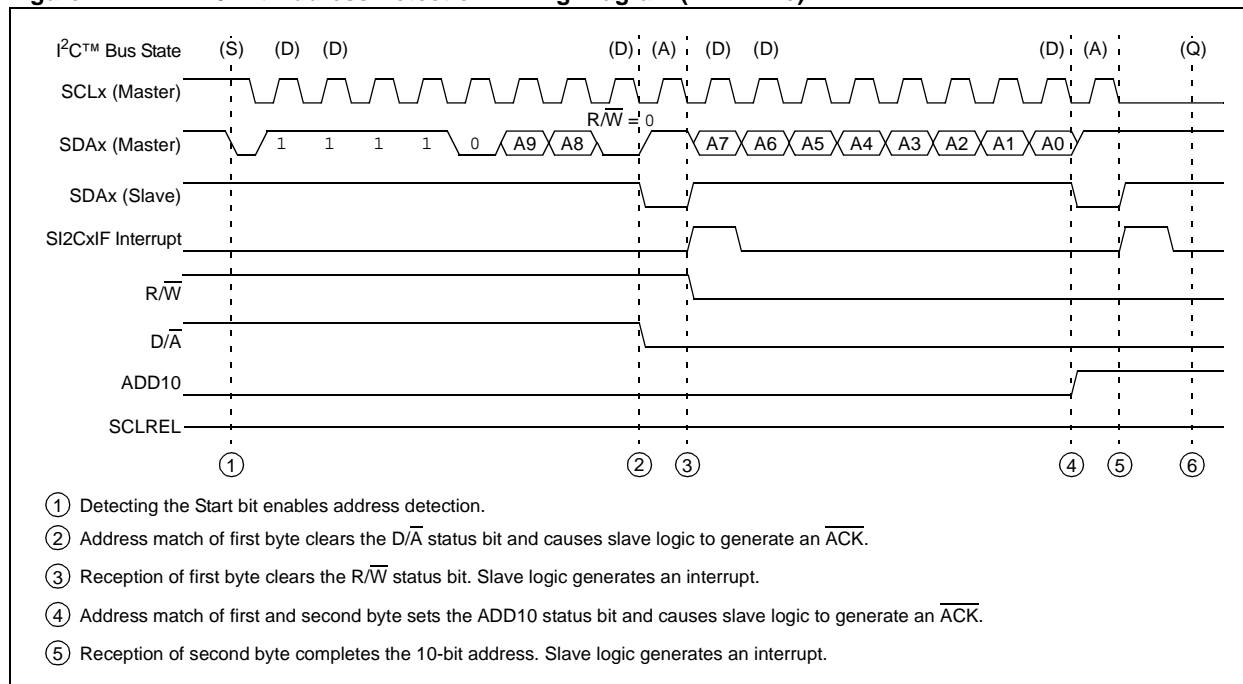 I²C™ Bus State (S) (D) (D) (D) (A) (D) (D) (D) (A) (Q)
SCLx (Master)
R/W̅ = 0
SDAx (Master) 1 1 1 1 0 A9 A8 A7 A6 A5 A4 A3 A2 A1 A0
SDAx (Slave)
SI2CxIF Interrupt
R/W̅
D/A̅
ADD10
SCLREL
1 2 3 4 5 6
1 Detecting the Start bit enables address detection.
2 Address match of first byte clears the D/A̅ status bit and causes slave logic to generate an A̅C̅K̅.
3 Reception of first byte clears the R/W̅ status bit. Slave logic generates an interrupt.
4 Address match of first and second byte sets the ADD10 status bit and causes slave logic to generate an A̅C̅K̅.
5 Reception of second byte completes the 10-bit address. Slave logic generates an interrupt.